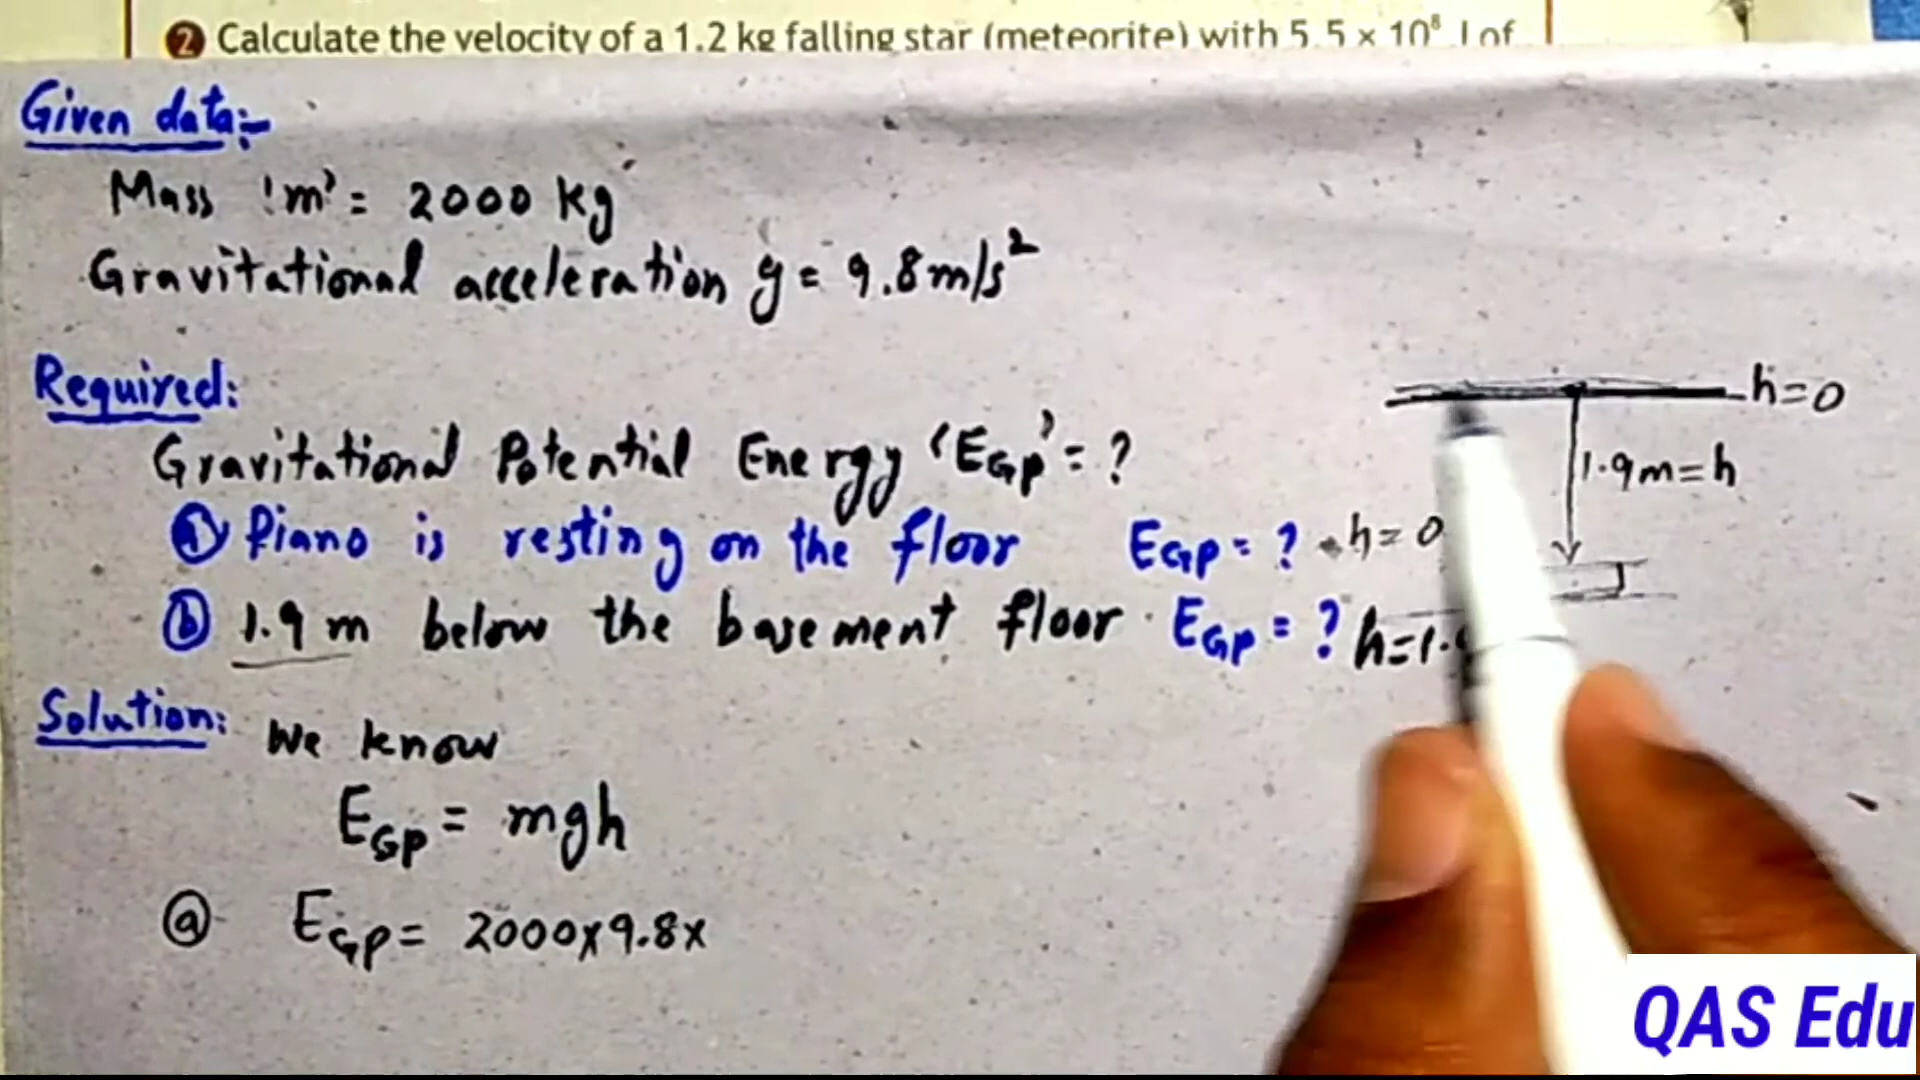 2 Calculate the velocity of a 1.2 kg falling star (meteorite) with 5.5 × 10⁸ J of
Given data:-
Mass 'm' = 2000 kg
Gravitational acceleration g = 9.8 m/s²
Required:
Gravitational Potential Energy 'EGP' = ?
(a) Piano is resting on the floor EGP = ? h = 0
(b) 1.9 m below the basement floor. EGP = ? h = 1.9
h = 0
1.9 m = h
Solution: We know
EGP = mgh
(a) EGP = 2000 x 9.8 x
QAS Edu